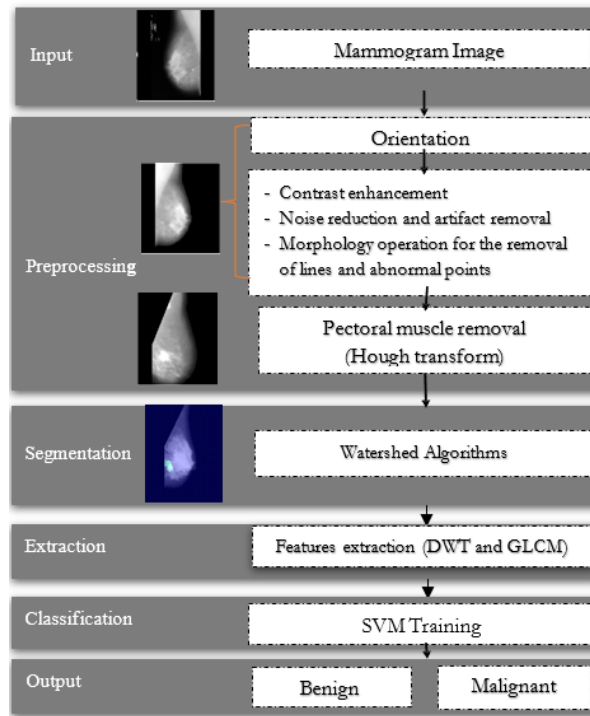 Input
Mammogram Image
Preprocessing
Orientation
- Contrast enhancement
- Noise reduction and artifact removal
- Morphology operation for the removal
of lines and abnormal points
Pectoral muscle removal
(Hough transform)
Segmentation
Watershed Algorithms
Extraction
Features extraction (DWT and GLCM)
Classification
SVM Training
Output
Benign
Malignant